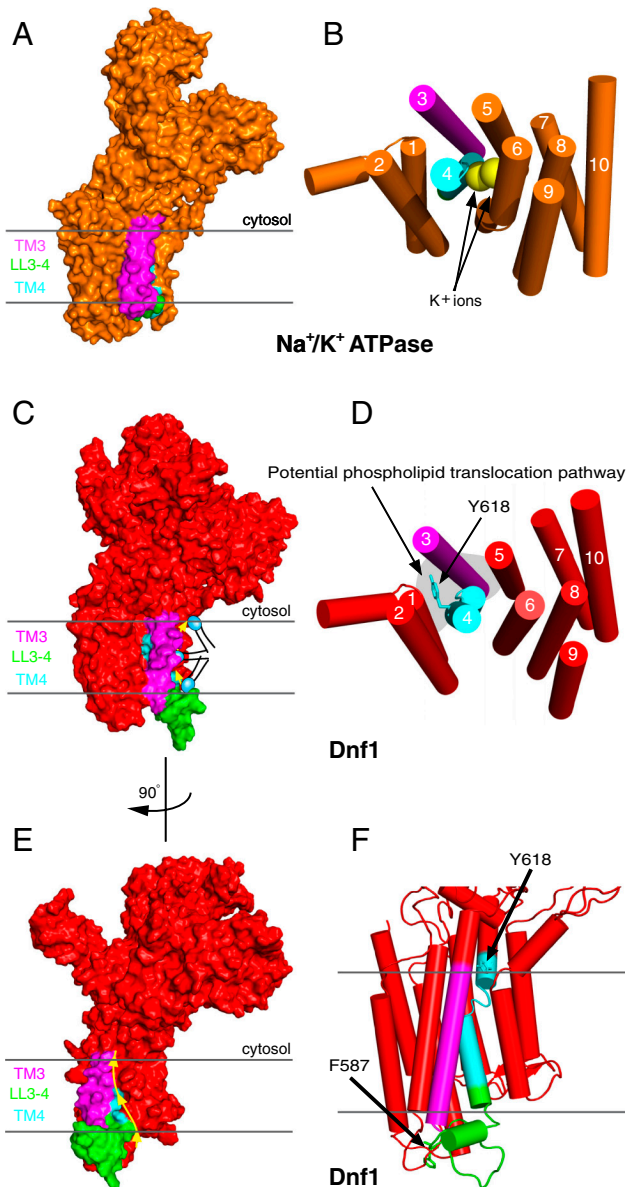 A
cytosol
TM3
LL3-4
TM4
B
1
2
3
4
5
6
7
8
9
10
K+ ions
Na+/K+ ATPase
C
cytosol
TM3
LL3-4
TM4
D
Potential phospholipid translocation pathway
Y618
1
2
3
4
5
6
7
8
9
10
Dnf1
90°
E
cytosol
TM3
LL3-4
TM4
F
Y618
F587
Dnf1